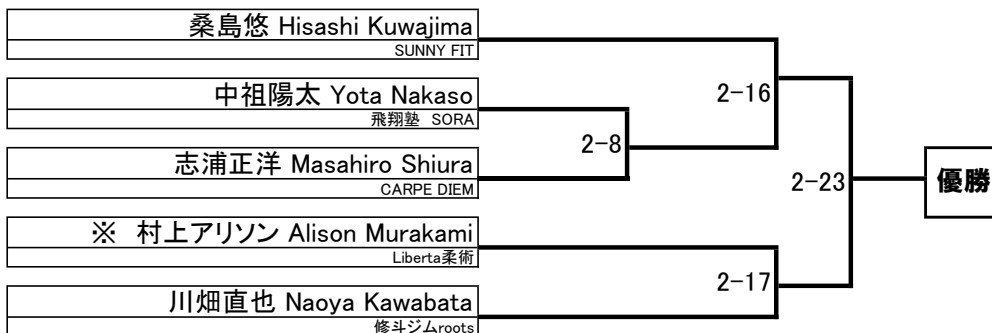 桑島悠 Hisashi Kuwajima
SUNNY FIT
中祖陽太 Yota Nakaso
飛翔塾 SORA
志浦正洋 Masahiro Shiura
CARPE DIEM
※ 村上アリソン Alison Murakami
Liberta柔術
川畑直也 Naoya Kawabata
修斗ジムroots
2-16
2-8
2-23
2-17
優勝